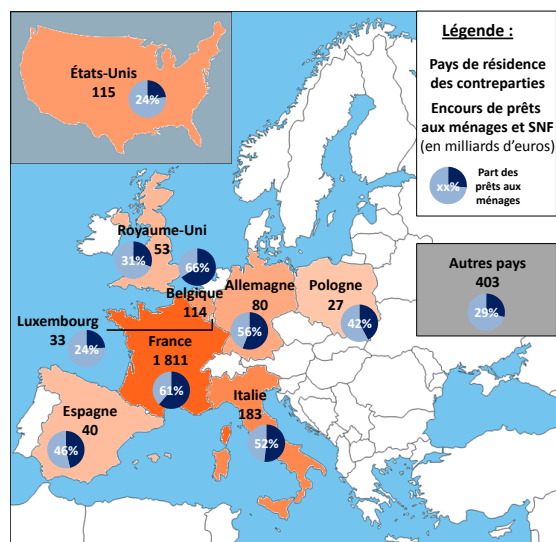 États-Unis
115
24%
Légende :
Pays de résidence
des contreparties
Encours de prêts
aux ménages et SNF
(en milliards d'euros)
xx%
Part des
prêts aux
ménages
Royaume-Uni
53
31%
66%
Belgique
114
Allemagne
80
56%
Pologne
27
42%
Autres pays
403
29%
Luxembourg
33
24%
France
1 811
61%
Italie
183
52%
Espagne
40
46%